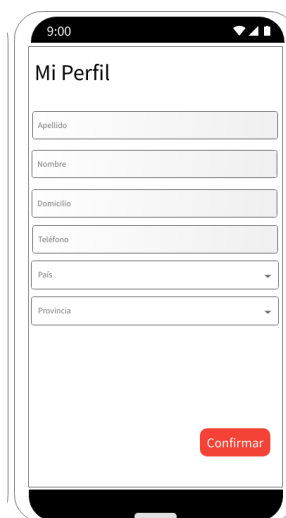 9:00
Mi Perfil
Apellido
Nombre
Domicilio
Teléfono
País
Provincia
Confirmar